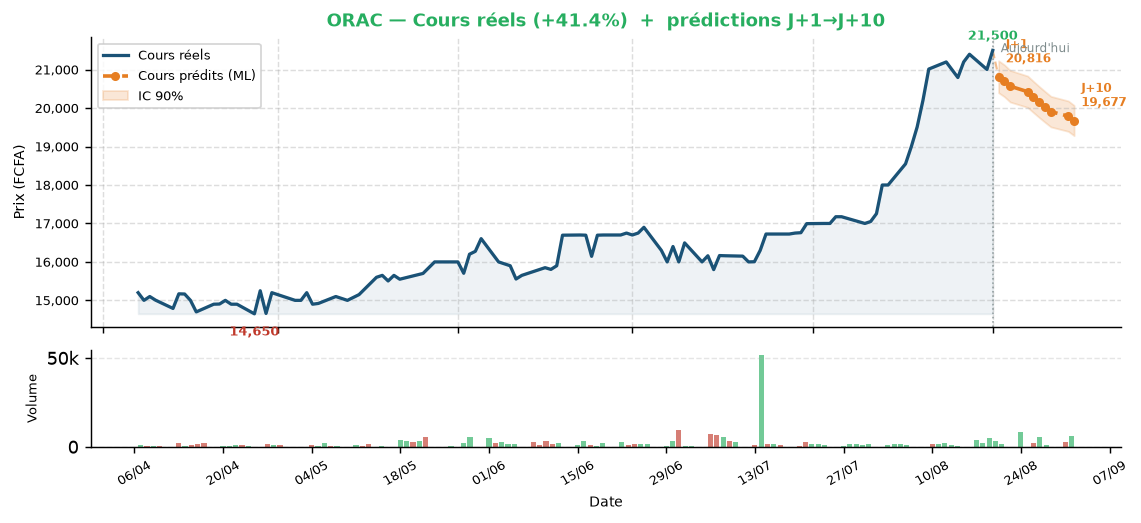 ORAC — Cours réels (+41.4%)  +  prédictions J+1→J+10
Cours réels
Cours prédits (ML)
IC 90%
21,500
Aujourd'hui
J+1
20,816
J+10
19,677
14,650
Prix (FCFA)
21,000
20,000
19,000
18,000
17,000
16,000
15,000
Volume
50k
0
06/04
20/04
04/05
18/05
01/06
15/06
29/06
13/07
27/07
10/08
24/08
07/09
Date